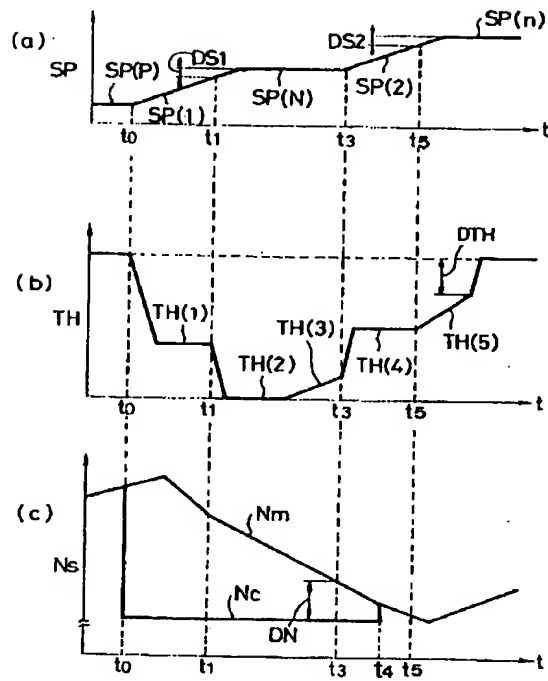 (a)
SP
SP(P)
DS1
SP(1)
SP(N)
DS2
SP(2)
SP(n)
t0
t1
t3
t5
t
(b)
TH
TH(1)
TH(2)
TH(3)
TH(4)
TH(5)
DTH
t0
t1
t3
t5
t
(c)
Ns
Nm
Nc
DN
t0
t1
t3
t4
t5
t